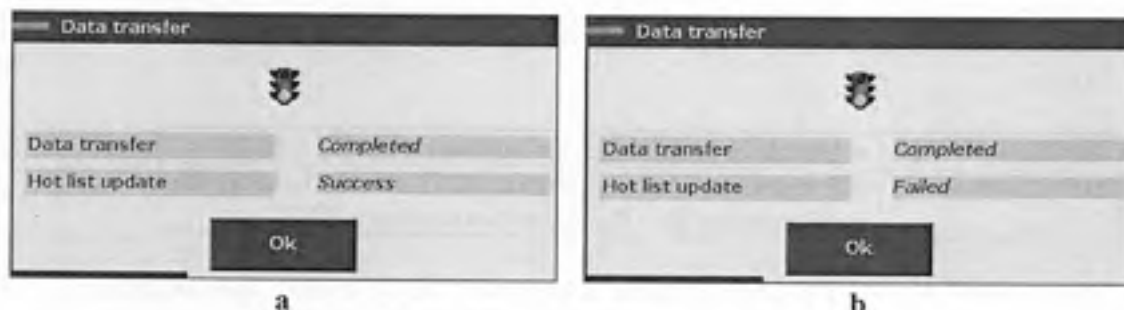 Data transfer
Data transfer Completed
Hot list update Success
Ok
a
Data transfer
Data transfer Completed
Hot list update Failed
Ok
b